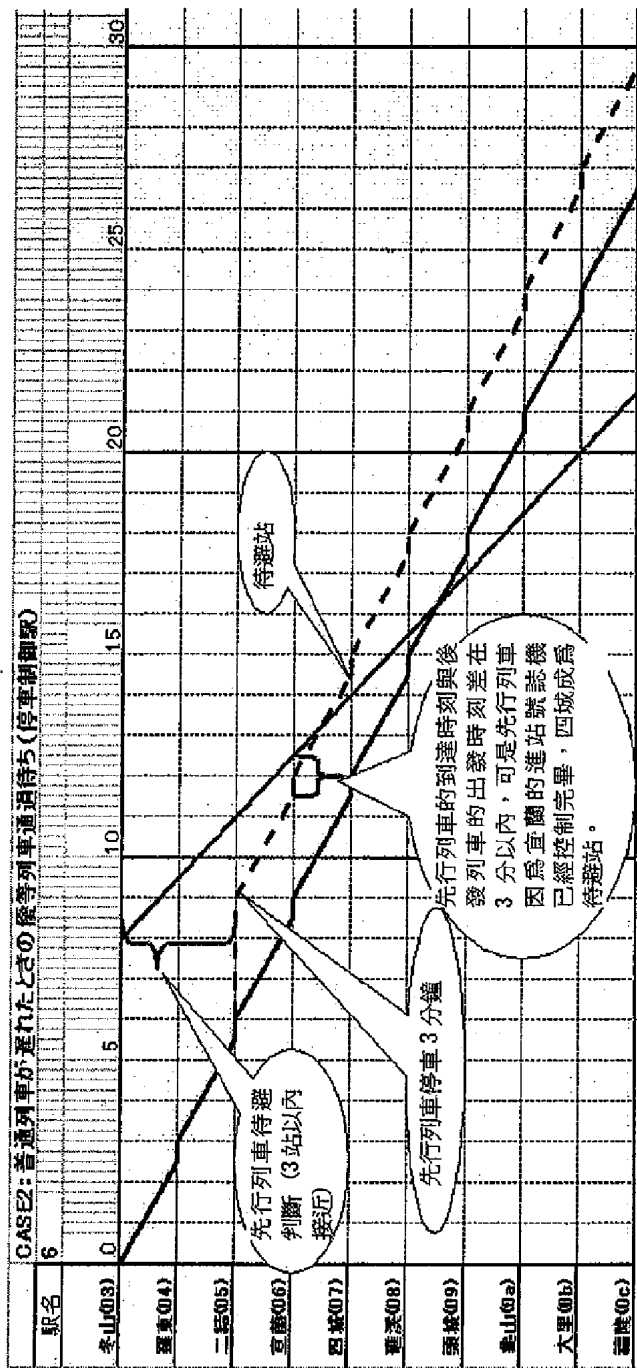 CASE2:普通列車が遅れたときの優等列車通過待ち(停車制御駅)
駅名
6
0
5
10
15
20
25
30
冬山(03)
羅東(04)
二結(05)
宜蘭(06)
四城(07)
礁溪(08)
頭城(09)
龜山(0a)
大里(0b)
福隆(0c)
先行列車待避
判斷(3站以內
接近)
先行列車停車3分鐘
先行列車的到達時刻與後
發列車的出發時刻差在
3分以內,可是先行列車
因爲宜蘭的進站號誌機
已經控制完畢,四城成爲
待避站。
待避站